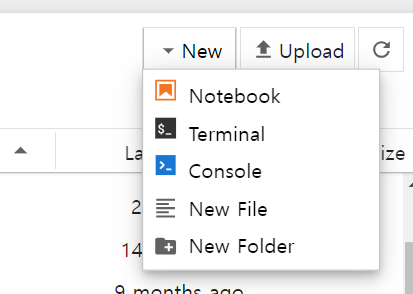 New Upload
Notebook
Terminal
Console
New File
New Folder
La
ize
2
14
9 months ago